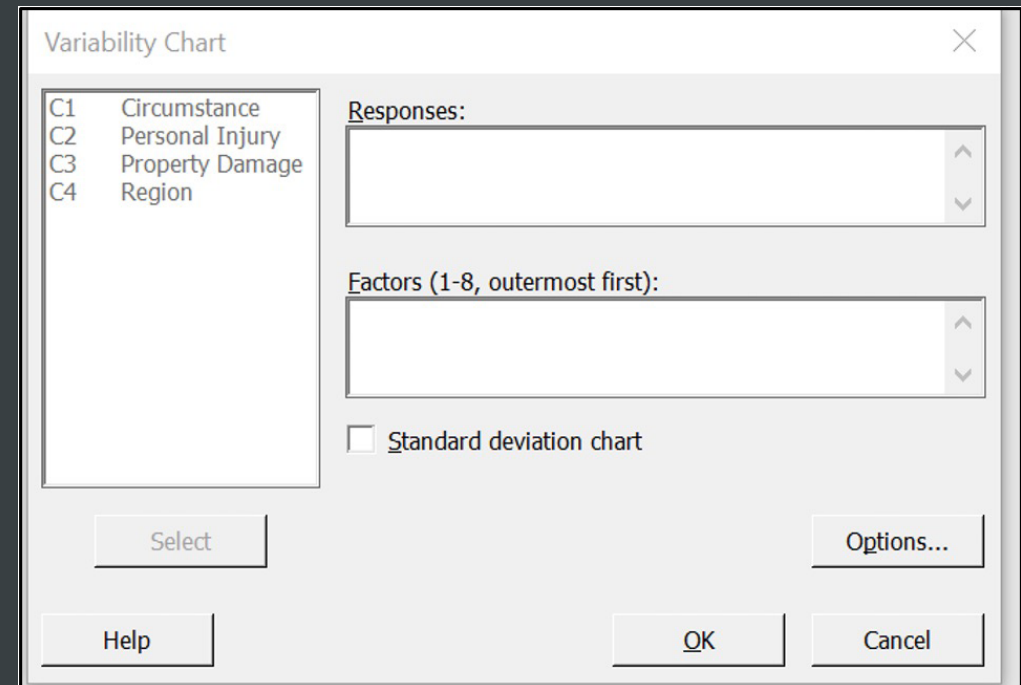 Variability Chart
C1 Circumstance
C2 Personal Injury
C3 Property Damage
C4 Region
Responses:
Factors (1-8, outermost first):
Standard deviation chart
Select
Options...
Help
OK
Cancel